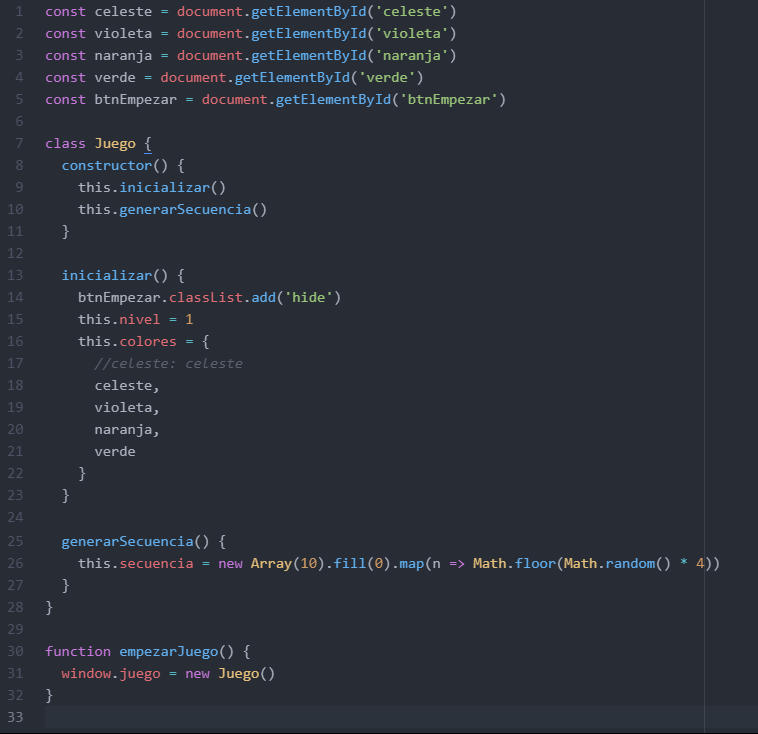 1 const celeste = document.getElementById('celeste')
2 const violeta = document.getElementById('violeta')
3 const naranja = document.getElementById('naranja')
4 const verde = document.getElementById('verde')
5 const btnEmpezar = document.getElementById('btnEmpezar')
6
7 class Juego {
8   constructor() {
9     this.inicializar()
10     this.generarSecuencia()
11   }
12
13   inicializar() {
14     btnEmpezar.classList.add('hide')
15     this.nivel = 1
16     this.colores = {
17       //celeste: celeste
18       celeste,
19       violeta,
20       naranja,
21       verde
22     }
23   }
24
25   generarSecuencia() {
26     this.secuencia = new Array(10).fill(0).map(n => Math.floor(Math.random() * 4))
27   }
28 }
29
30 function empezarJuego() {
31   window.juego = new Juego()
32 }
33